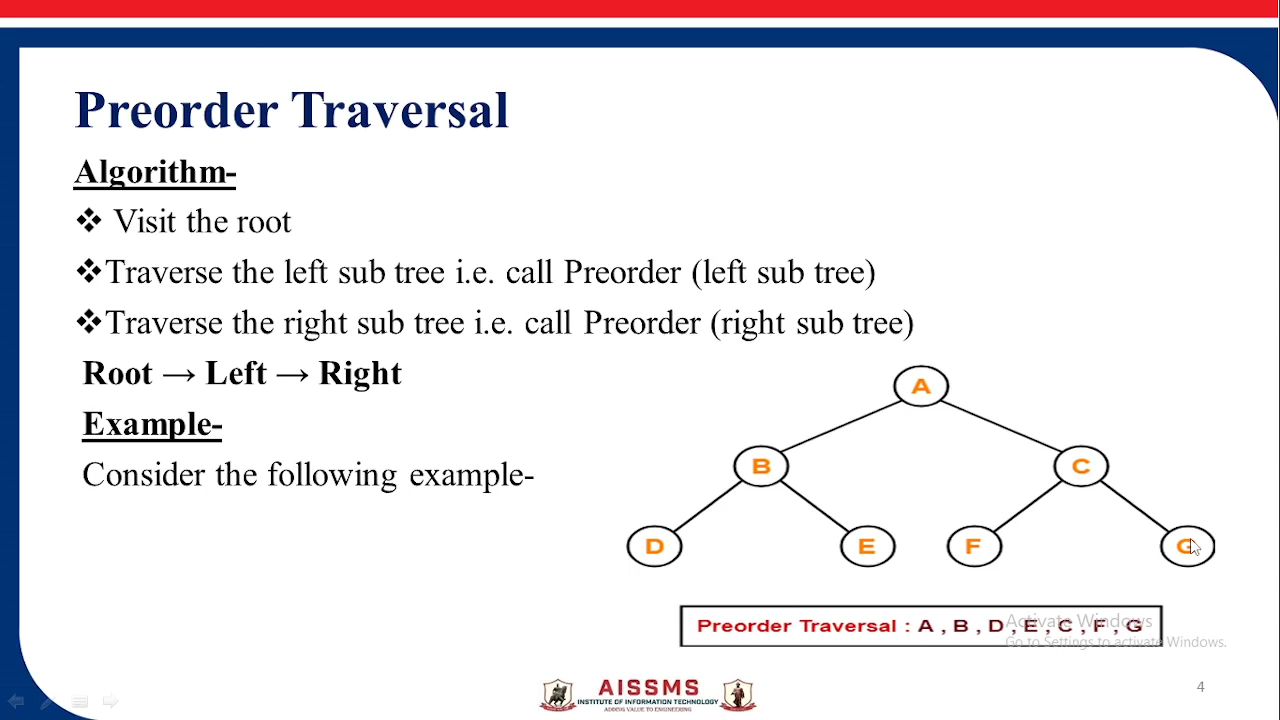 Preorder Traversal
Algorithm-
❖ Visit the root
❖Traverse the left sub tree i.e. call Preorder (left sub tree)
❖Traverse the right sub tree i.e. call Preorder (right sub tree)
Root → Left → Right
Example-
Consider the following example-
A
B C
D E F G
Preorder Traversal : A , B , D , E , C , F , G
Activate Windows
Go to Settings to activate Windows.
AISSMS
INSTITUTE OF INFORMATION TECHNOLOGY
ADDING VALUE TO ENGINEERING
4